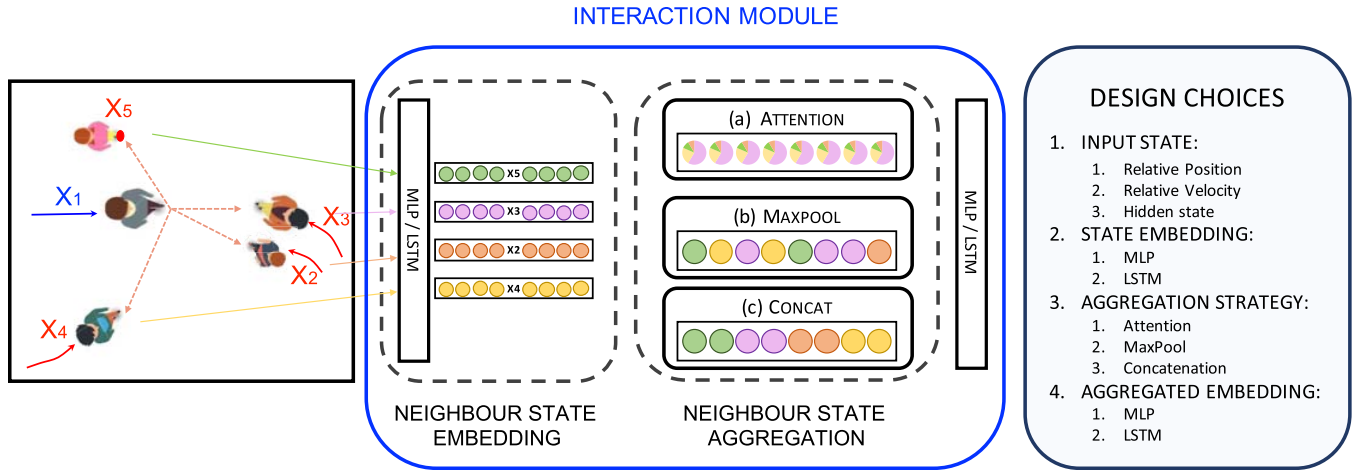 INTERACTION MODULE
X5
X1
X3
X2
X4
MLP / LSTM
X5
X3
X2
X4
NEIGHBOUR STATE
EMBEDDING
(a) ATTENTION
(b) MAXPOOL
(c) CONCAT
NEIGHBOUR STATE
AGGREGATION
MLP / LSTM
DESIGN CHOICES
1. INPUT STATE:
1. Relative Position
2. Relative Velocity
3. Hidden state
2. STATE EMBEDDING:
1. MLP
2. LSTM
3. AGGREGATION STRATEGY:
1. Attention
2. MaxPool
3. Concatenation
4. AGGREGATED EMBEDDING:
1. MLP
2. LSTM